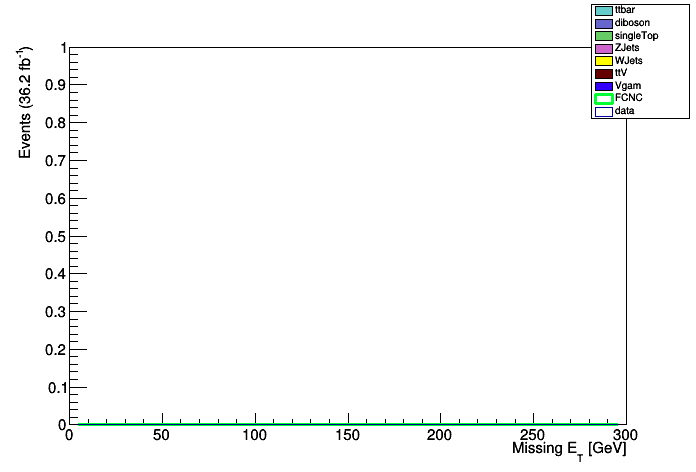 ttbar
diboson
singleTop
ZJets
WJets
ttV
Vgam
FCNC
data
Events (36.2 fb⁻¹)
1
0.9
0.8
0.7
0.6
0.5
0.4
0.3
0.2
0.1
0
0 50 100 150 200 250 300
Missing E_T [GeV]